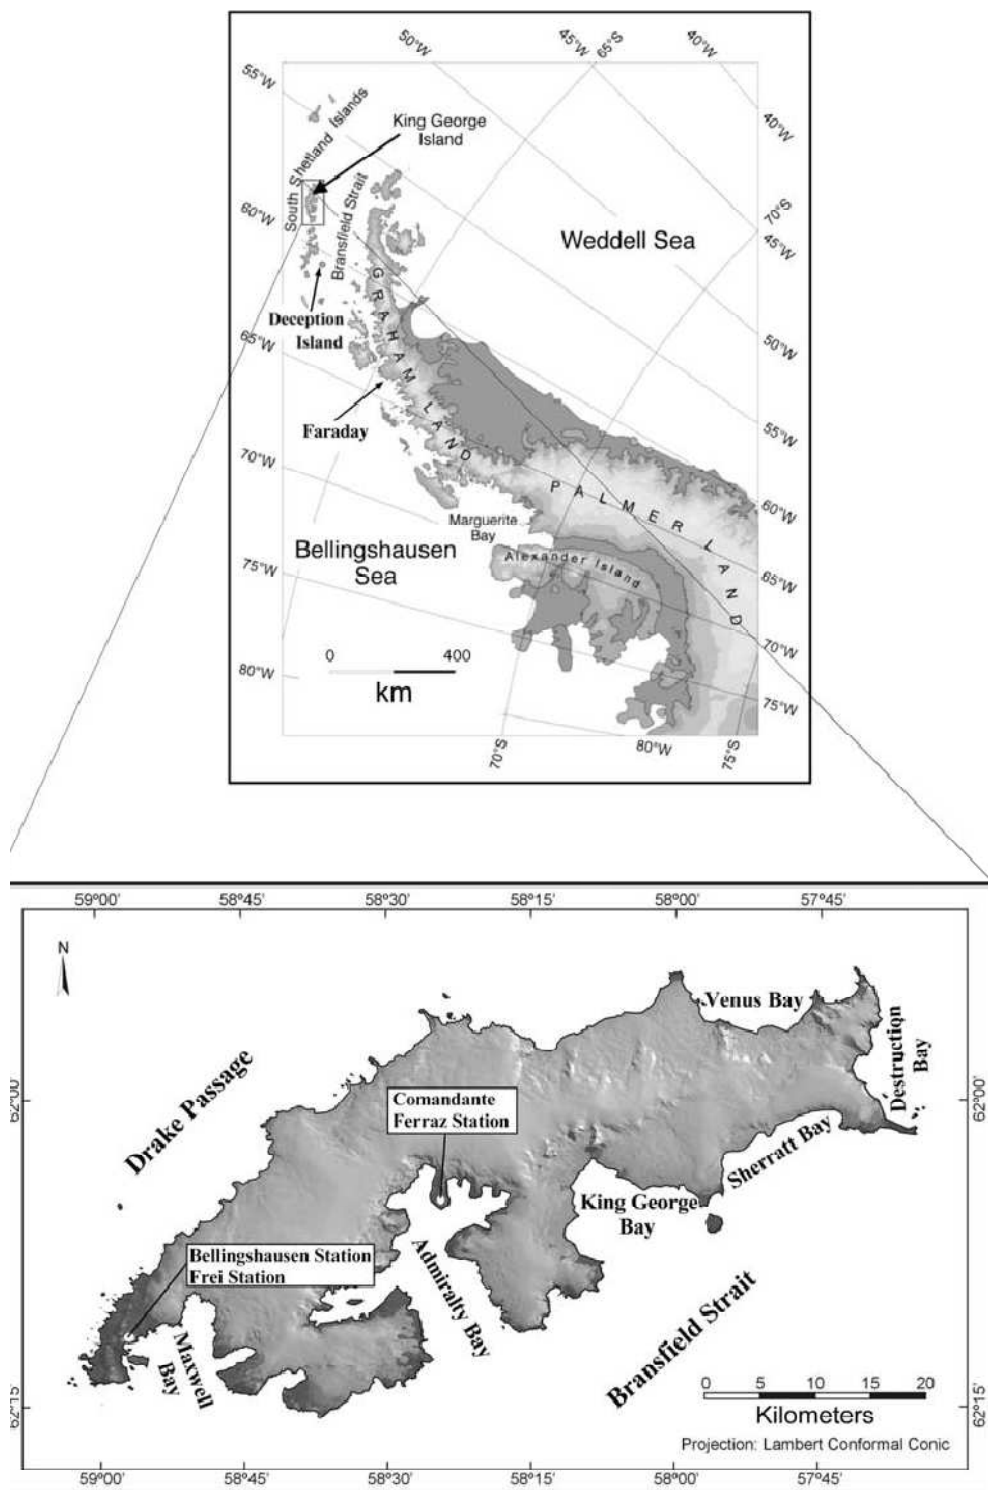 50°W
45°W
65°S
40°W
55°W
South Shetland Islands
King George
Island
40°W
60°W
Bransfield Strait
70°S
45°W
Weddell Sea
GRAHAM LAND
Deception
Island
65°W
50°W
Faraday
55°W
70°W
PALMER LAND
60°W
Marguerite
Bay
Bellingshausen
Sea
Alexander Island
75°W
65°W
0 400
km
70°W
80°W
75°W
70°S
80°W
75°S
59°00' 58°45' 58°30' 58°15' 58°00' 57°45'
N
Venus Bay
Destruction
Bay
Drake Passage
Comandante
Ferraz Station
62°00'
62°00'
Sherratt Bay
King George
Bay
Bellingshausen Station
Frei Station
Admiralty Bay
Maxwell
Bay
Bransfield Strait
0 5 10 15 20
Kilometers
62°15'
62°15'
Projection: Lambert Conformal Conic
59°00' 58°45' 58°30' 58°15' 58°00' 57°45'